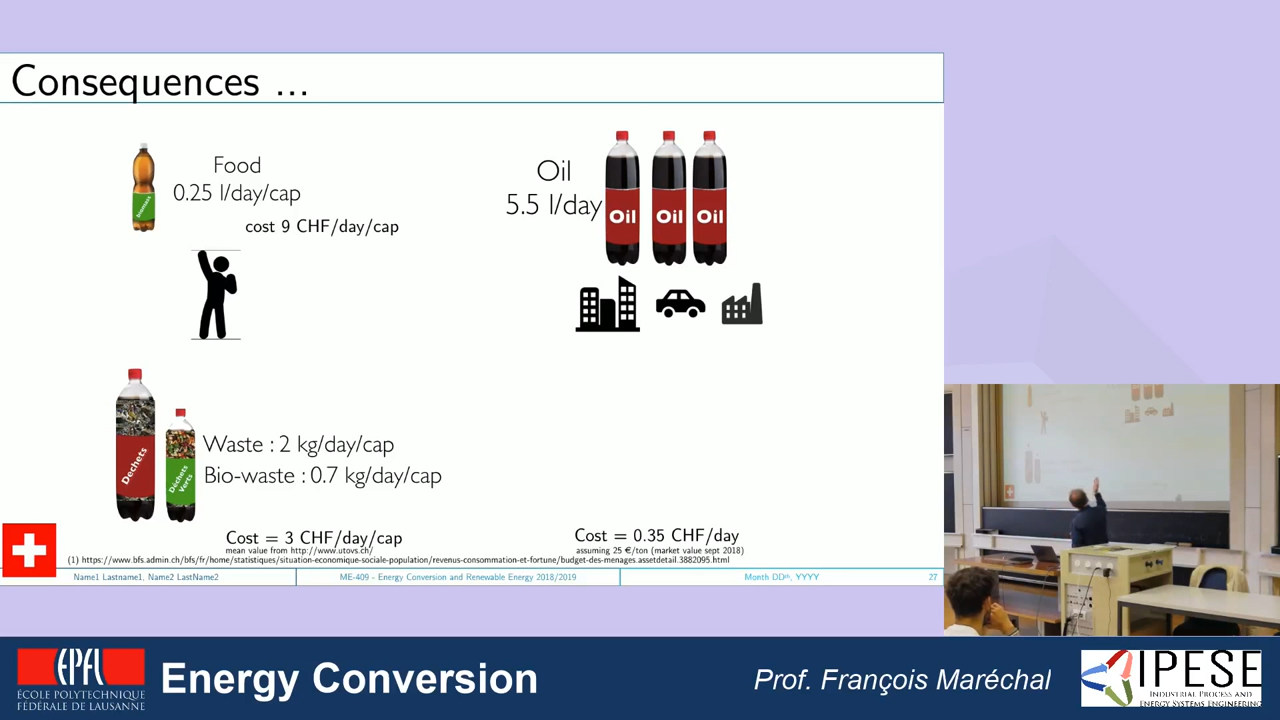 Consequences ...
Food
0.25 l/day/cap
cost 9 CHF/day/cap
biomass
Oil
5.5 l/day
Oil
Oil
Oil
Dechets
Déchets
Verts
Waste : 2 kg/day/cap
Bio-waste : 0.7 kg/day/cap
Cost = 3 CHF/day/cap
mean value from http://www.utovs.ch/
Cost = 0.35 CHF/day
assuming 25 €/ton (market value sept 2018)
(1) https://www.bfs.admin.ch/bfs/fr/home/statistiques/situation-economique-sociale-population/revenus-consommation-et-fortune/budget-des-menages.assetdetail.3882095.html
Name1 Lastname1, Name2 LastName2
ME-409 - Energy Conversion and Renewable Energy 2018/2019
Month DDth, YYYY
27
EPFL
ÉCOLE POLYTECHNIQUE
FÉDÉRALE DE LAUSANNE
Energy Conversion
Prof. François Maréchal
IPESE
Industrial Process and
Energy Systems Engineering